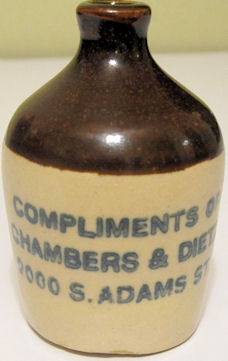 COMPLIMENTS OF
CHAMBERS & DIET
2000 S. ADAMS ST